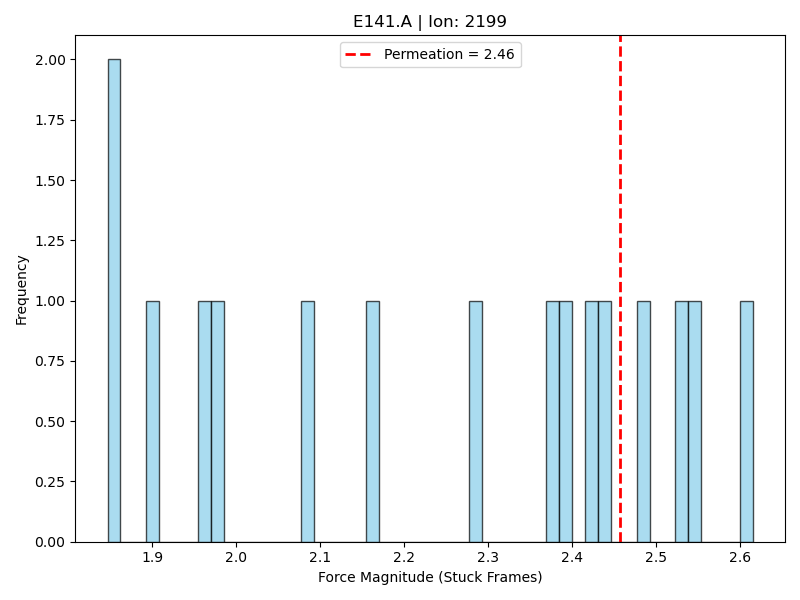 E141.A | Ion: 2199
Permeation = 2.46
2.00
1.75
1.50
1.25
1.00
0.75
0.50
0.25
0.00
Frequency
1.9 2.0 2.1 2.2 2.3 2.4 2.5 2.6
Force Magnitude (Stuck Frames)